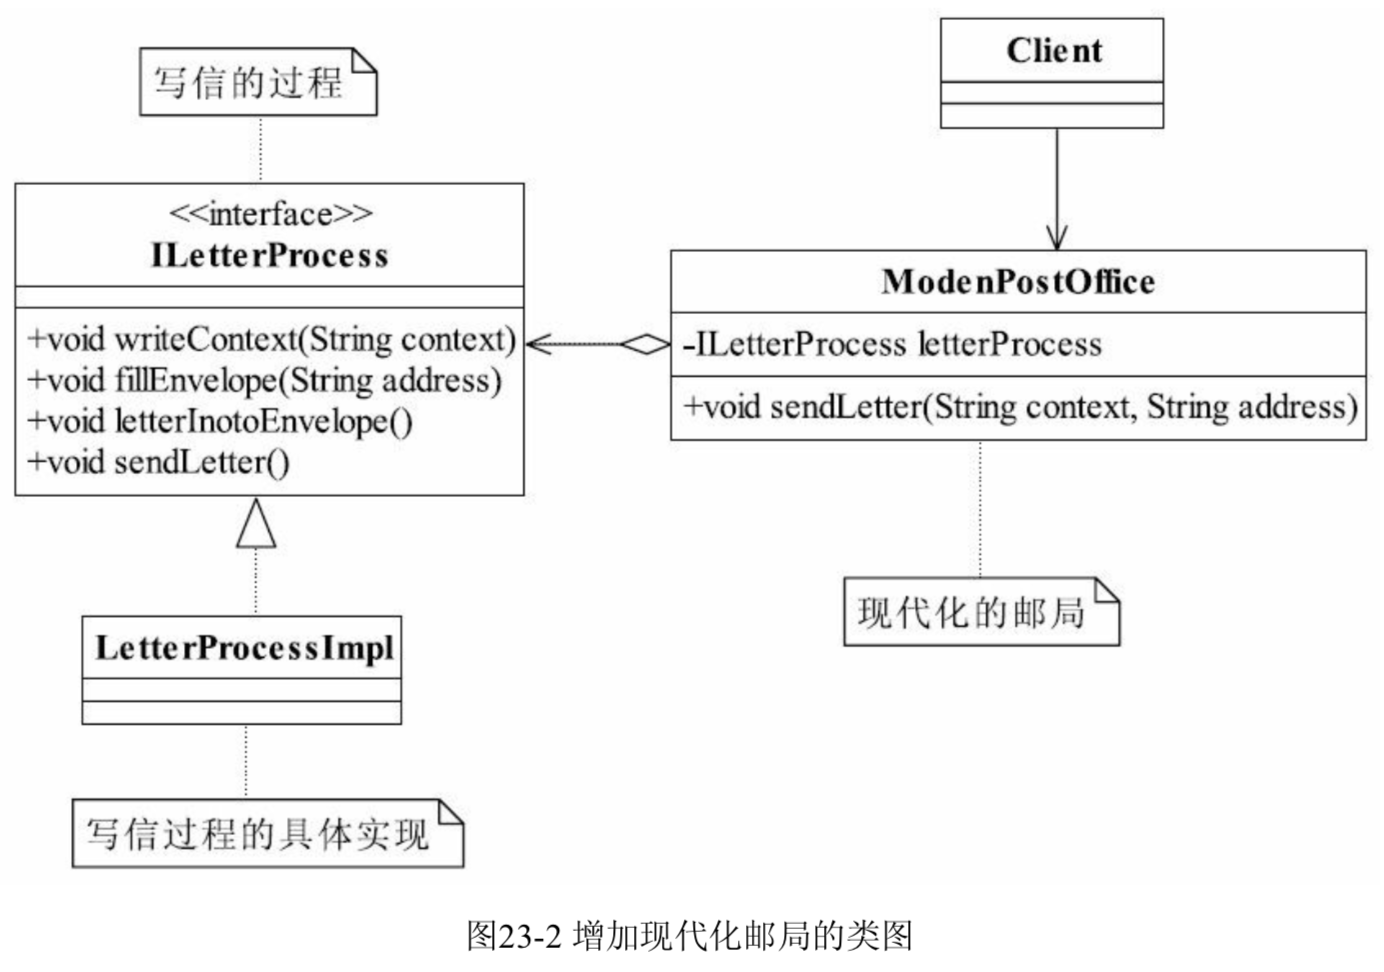 写信的过程
<<interface>>
ILetterProcess
+void writeContext(String context)
+void fillEnvelope(String address)
+void letterInotoEnvelope()
+void sendLetter()
LetterProcessImpl
写信过程的具体实现
Client
ModenPostOffice
-ILetterProcess letterProcess
+void sendLetter(String context, String address)
现代化的邮局
图23-2 增加现代化邮局的类图